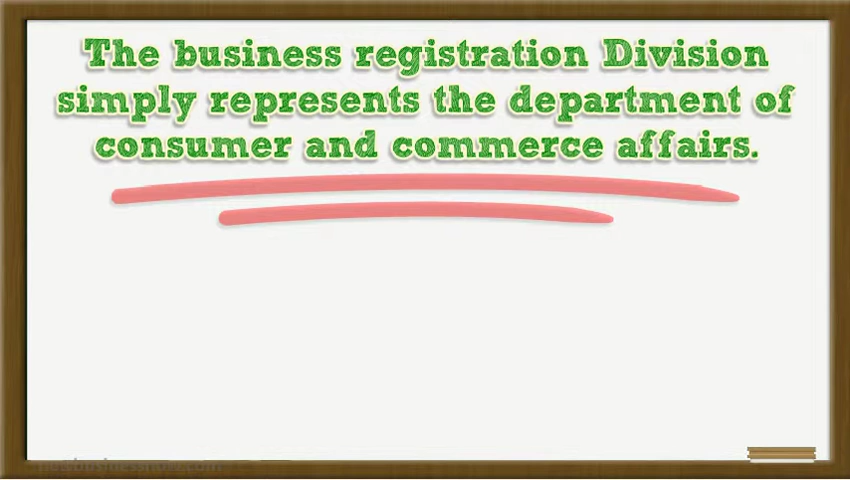 The business registration Division
simply represents the department of
consumer and commerce affairs.